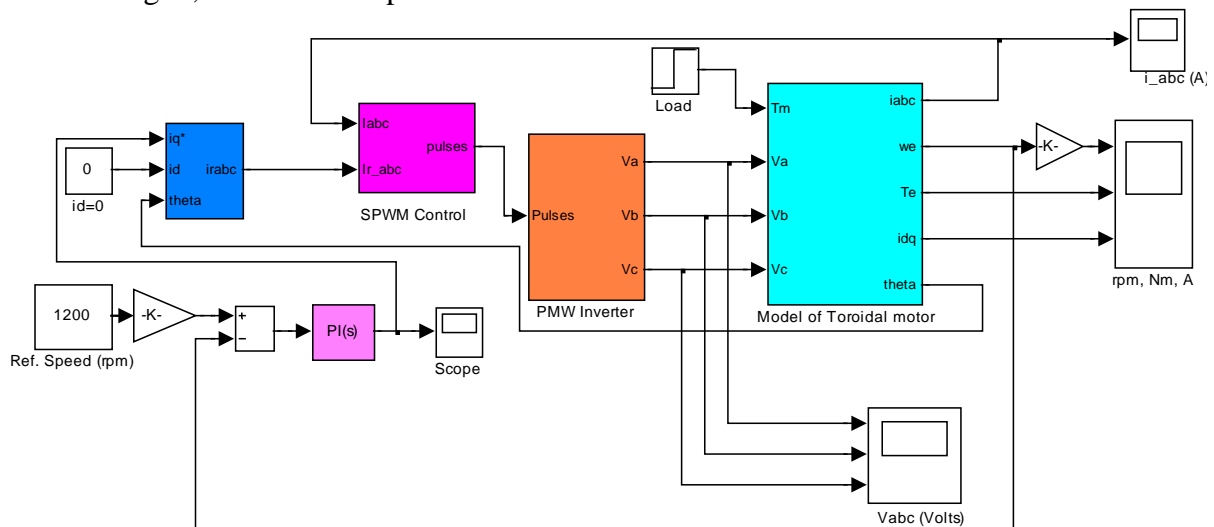 i_abc (A)
Load
Tm
Va
Vb
Vc
iabc
we
Te
idq
theta
Model of Toroidal motor
-K-
rpm, Nm, A
iq*
id
theta
irabc
0
id=0
Iabc
Ir_abc
pulses
SPWM Control
Pulses
Va
Vb
Vc
PMW Inverter
1200
Ref. Speed (rpm)
-K-
+
−
PI(s)
Scope
Vabc (Volts)